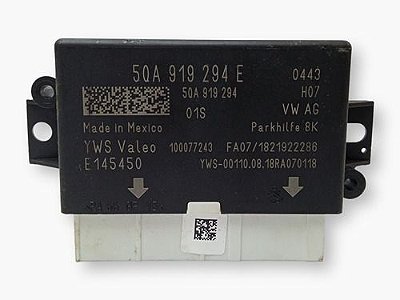 5QA 919 294 E 0443
5QA 919 294 H07
01S VW AG
Made in Mexico Parkhilfe 8K
YWS Valeo 100077243 FA07/1821922286
E145450 YWS-00110.08.18RA070118